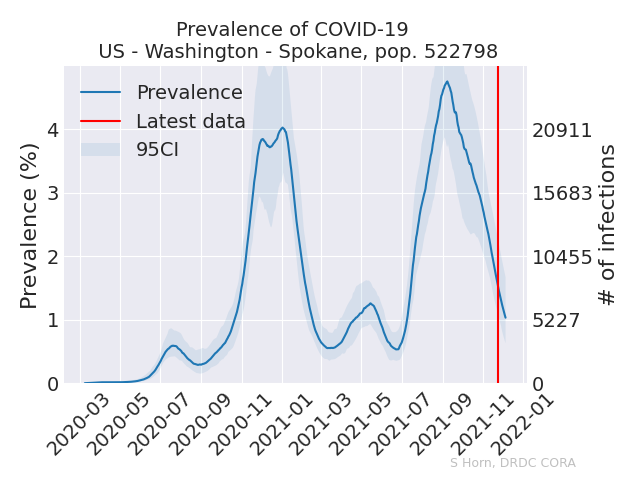 Prevalence of COVID-19
US - Washington - Spokane, pop. 522798
Prevalence
Latest data
95CI
Prevalence (%)
4
3
2
1
0
20911
15683
10455
5227
0
# of infections
2020-03
2020-05
2020-07
2020-09
2020-11
2021-01
2021-03
2021-05
2021-07
2021-09
2021-11
2022-01
S Horn, DRDC CORA